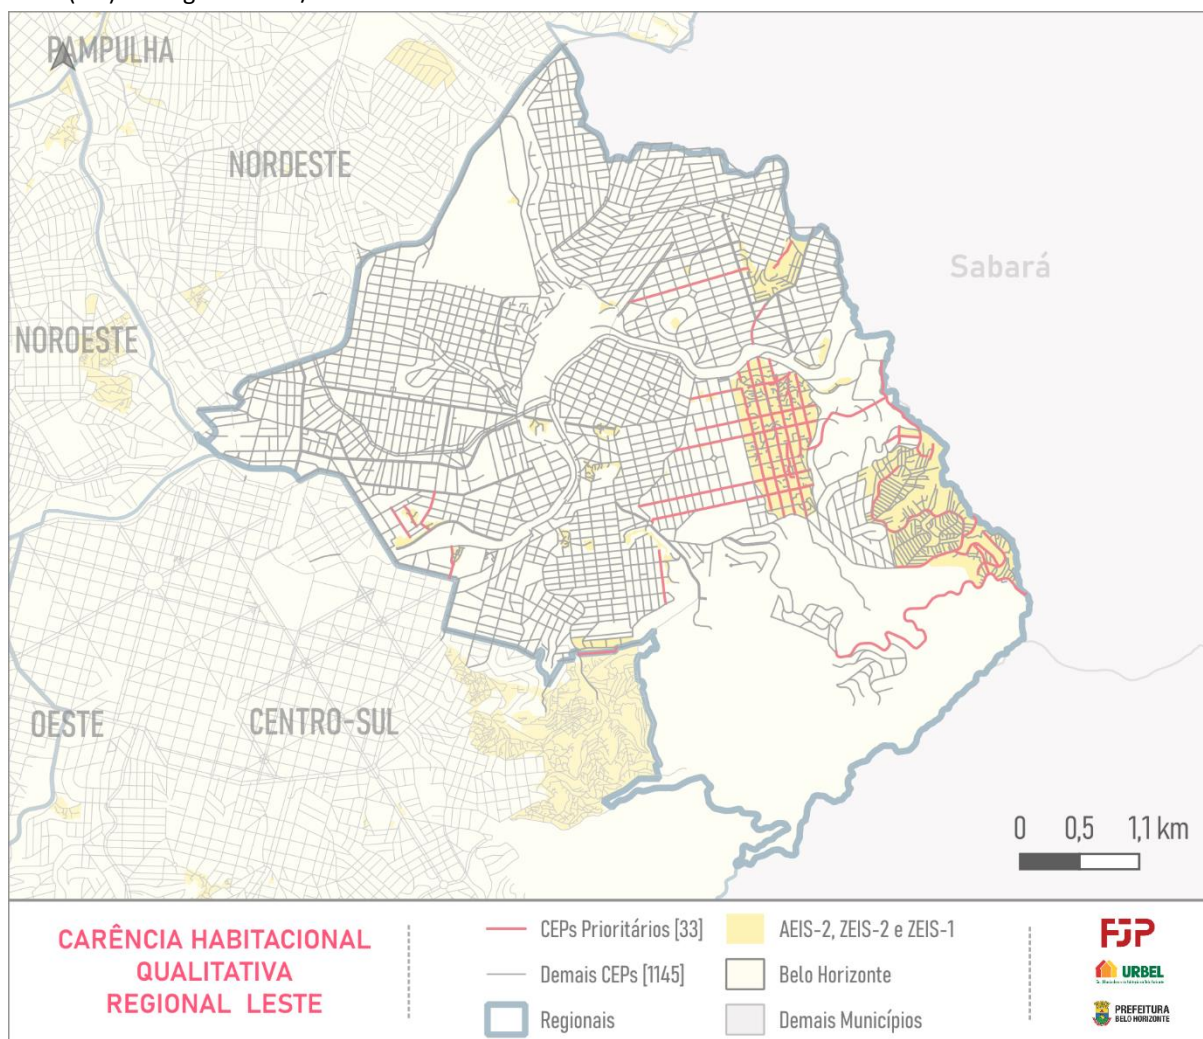 PAMPULHA
NORDESTE
Sabará
NOROESTE
OESTE
CENTRO-SUL
0 0,5 1,1 km
CARÊNCIA HABITACIONAL
QUALITATIVA
REGIONAL LESTE
CEPs Prioritários [33]
Demais CEPs [1145]
Regionais
AEIS-2, ZEIS-2 e ZEIS-1
Belo Horizonte
Demais Municípios
FJP
URBEL
PREFEITURA
BELO HORIZONTE